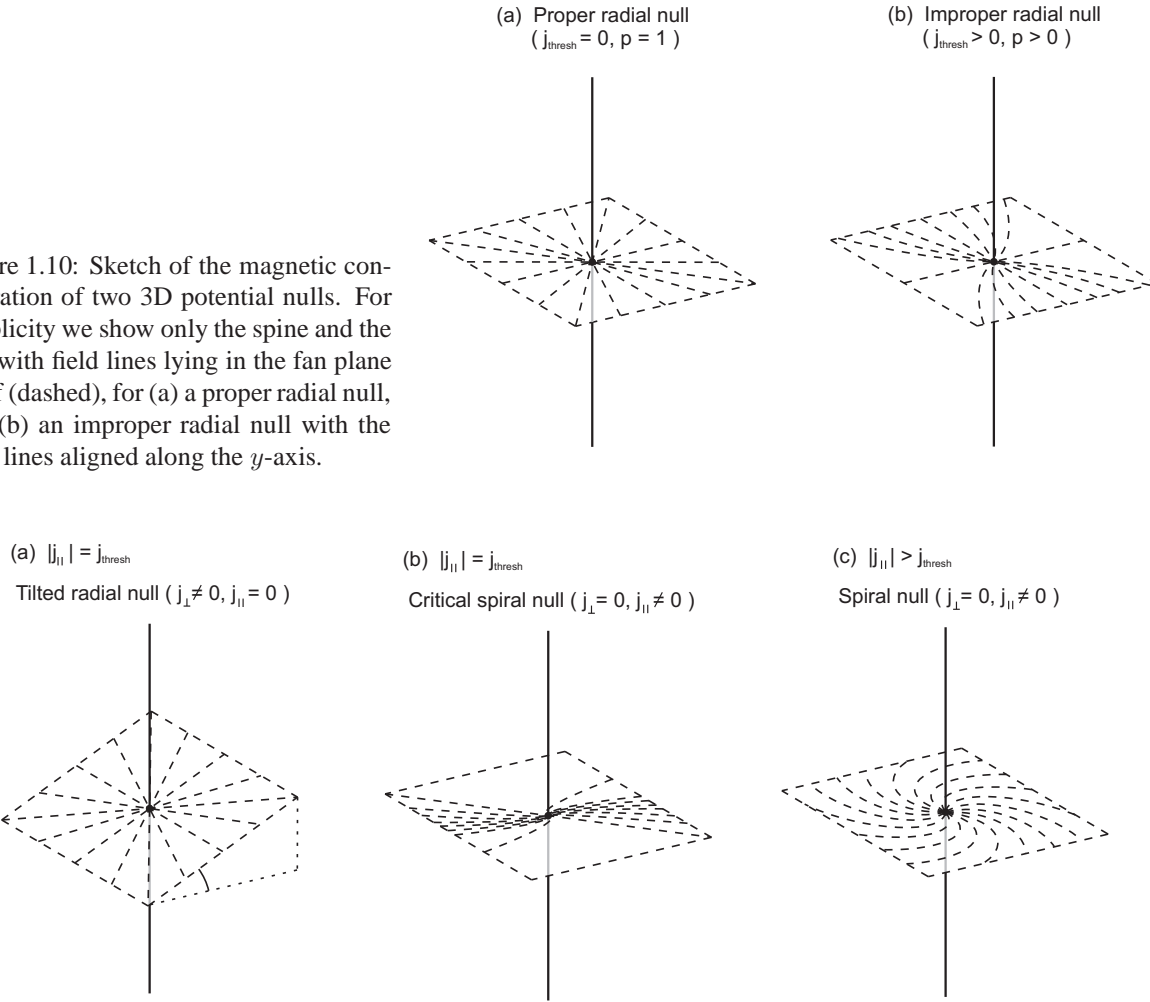 (a) Proper radial null
( j_thresh = 0, p = 1 )
(b) Improper radial null
( j_thresh > 0, p > 0 )
re 1.10: Sketch of the magnetic con-
ation of two 3D potential nulls. For
plicity we show only the spine and the
with field lines lying in the fan plane
f (dashed), for (a) a proper radial null,
(b) an improper radial null with the
lines aligned along the y-axis.
(a) |j_||| = j_thresh
Tilted radial null ( j_⊥ ≠ 0, j_|| = 0 )
(b) |j_||| = j_thresh
Critical spiral null ( j_⊥ = 0, j_|| ≠ 0 )
(c) |j_||| > j_thresh
Spiral null ( j_⊥ = 0, j_|| ≠ 0 )